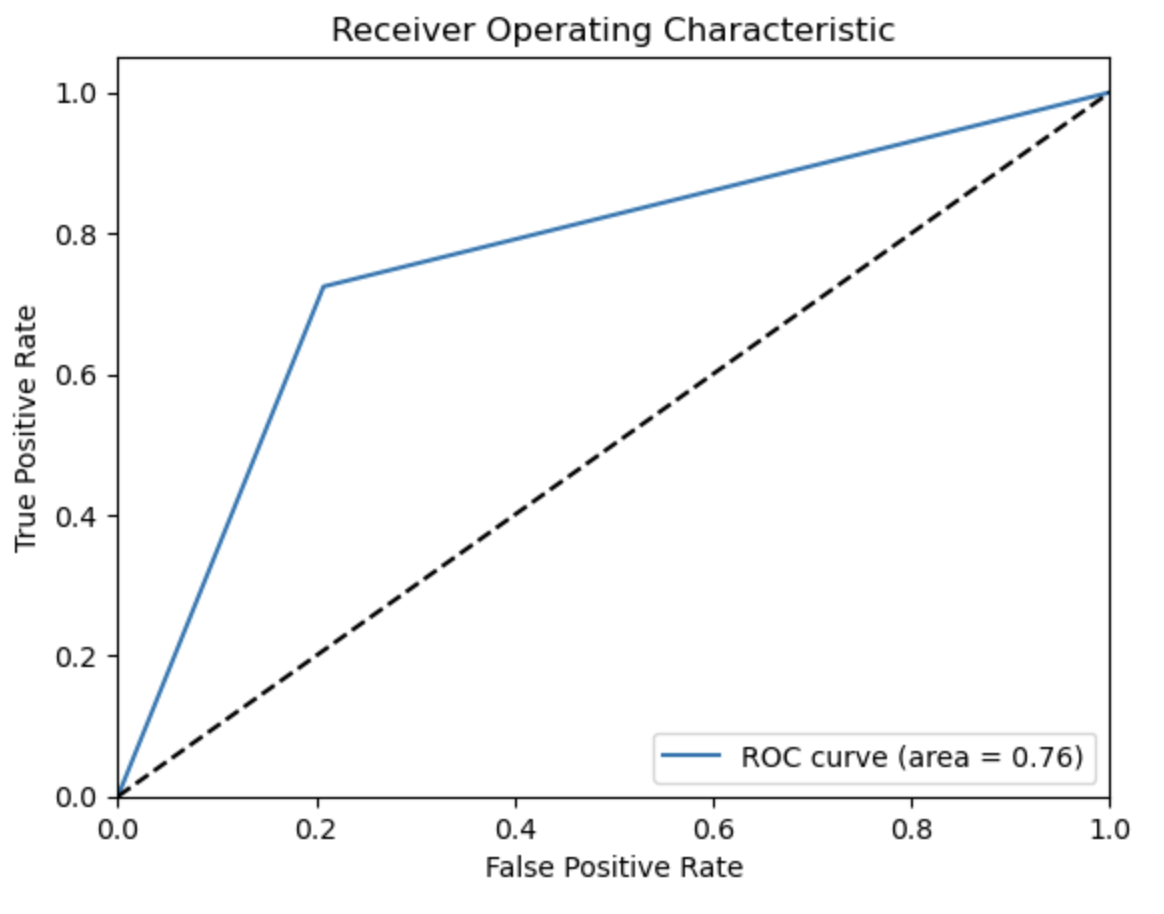 Receiver Operating Characteristic
True Positive Rate
1.0
0.8
0.6
0.4
0.2
0.0
ROC curve (area = 0.76)
0.0 0.2 0.4 0.6 0.8 1.0
False Positive Rate